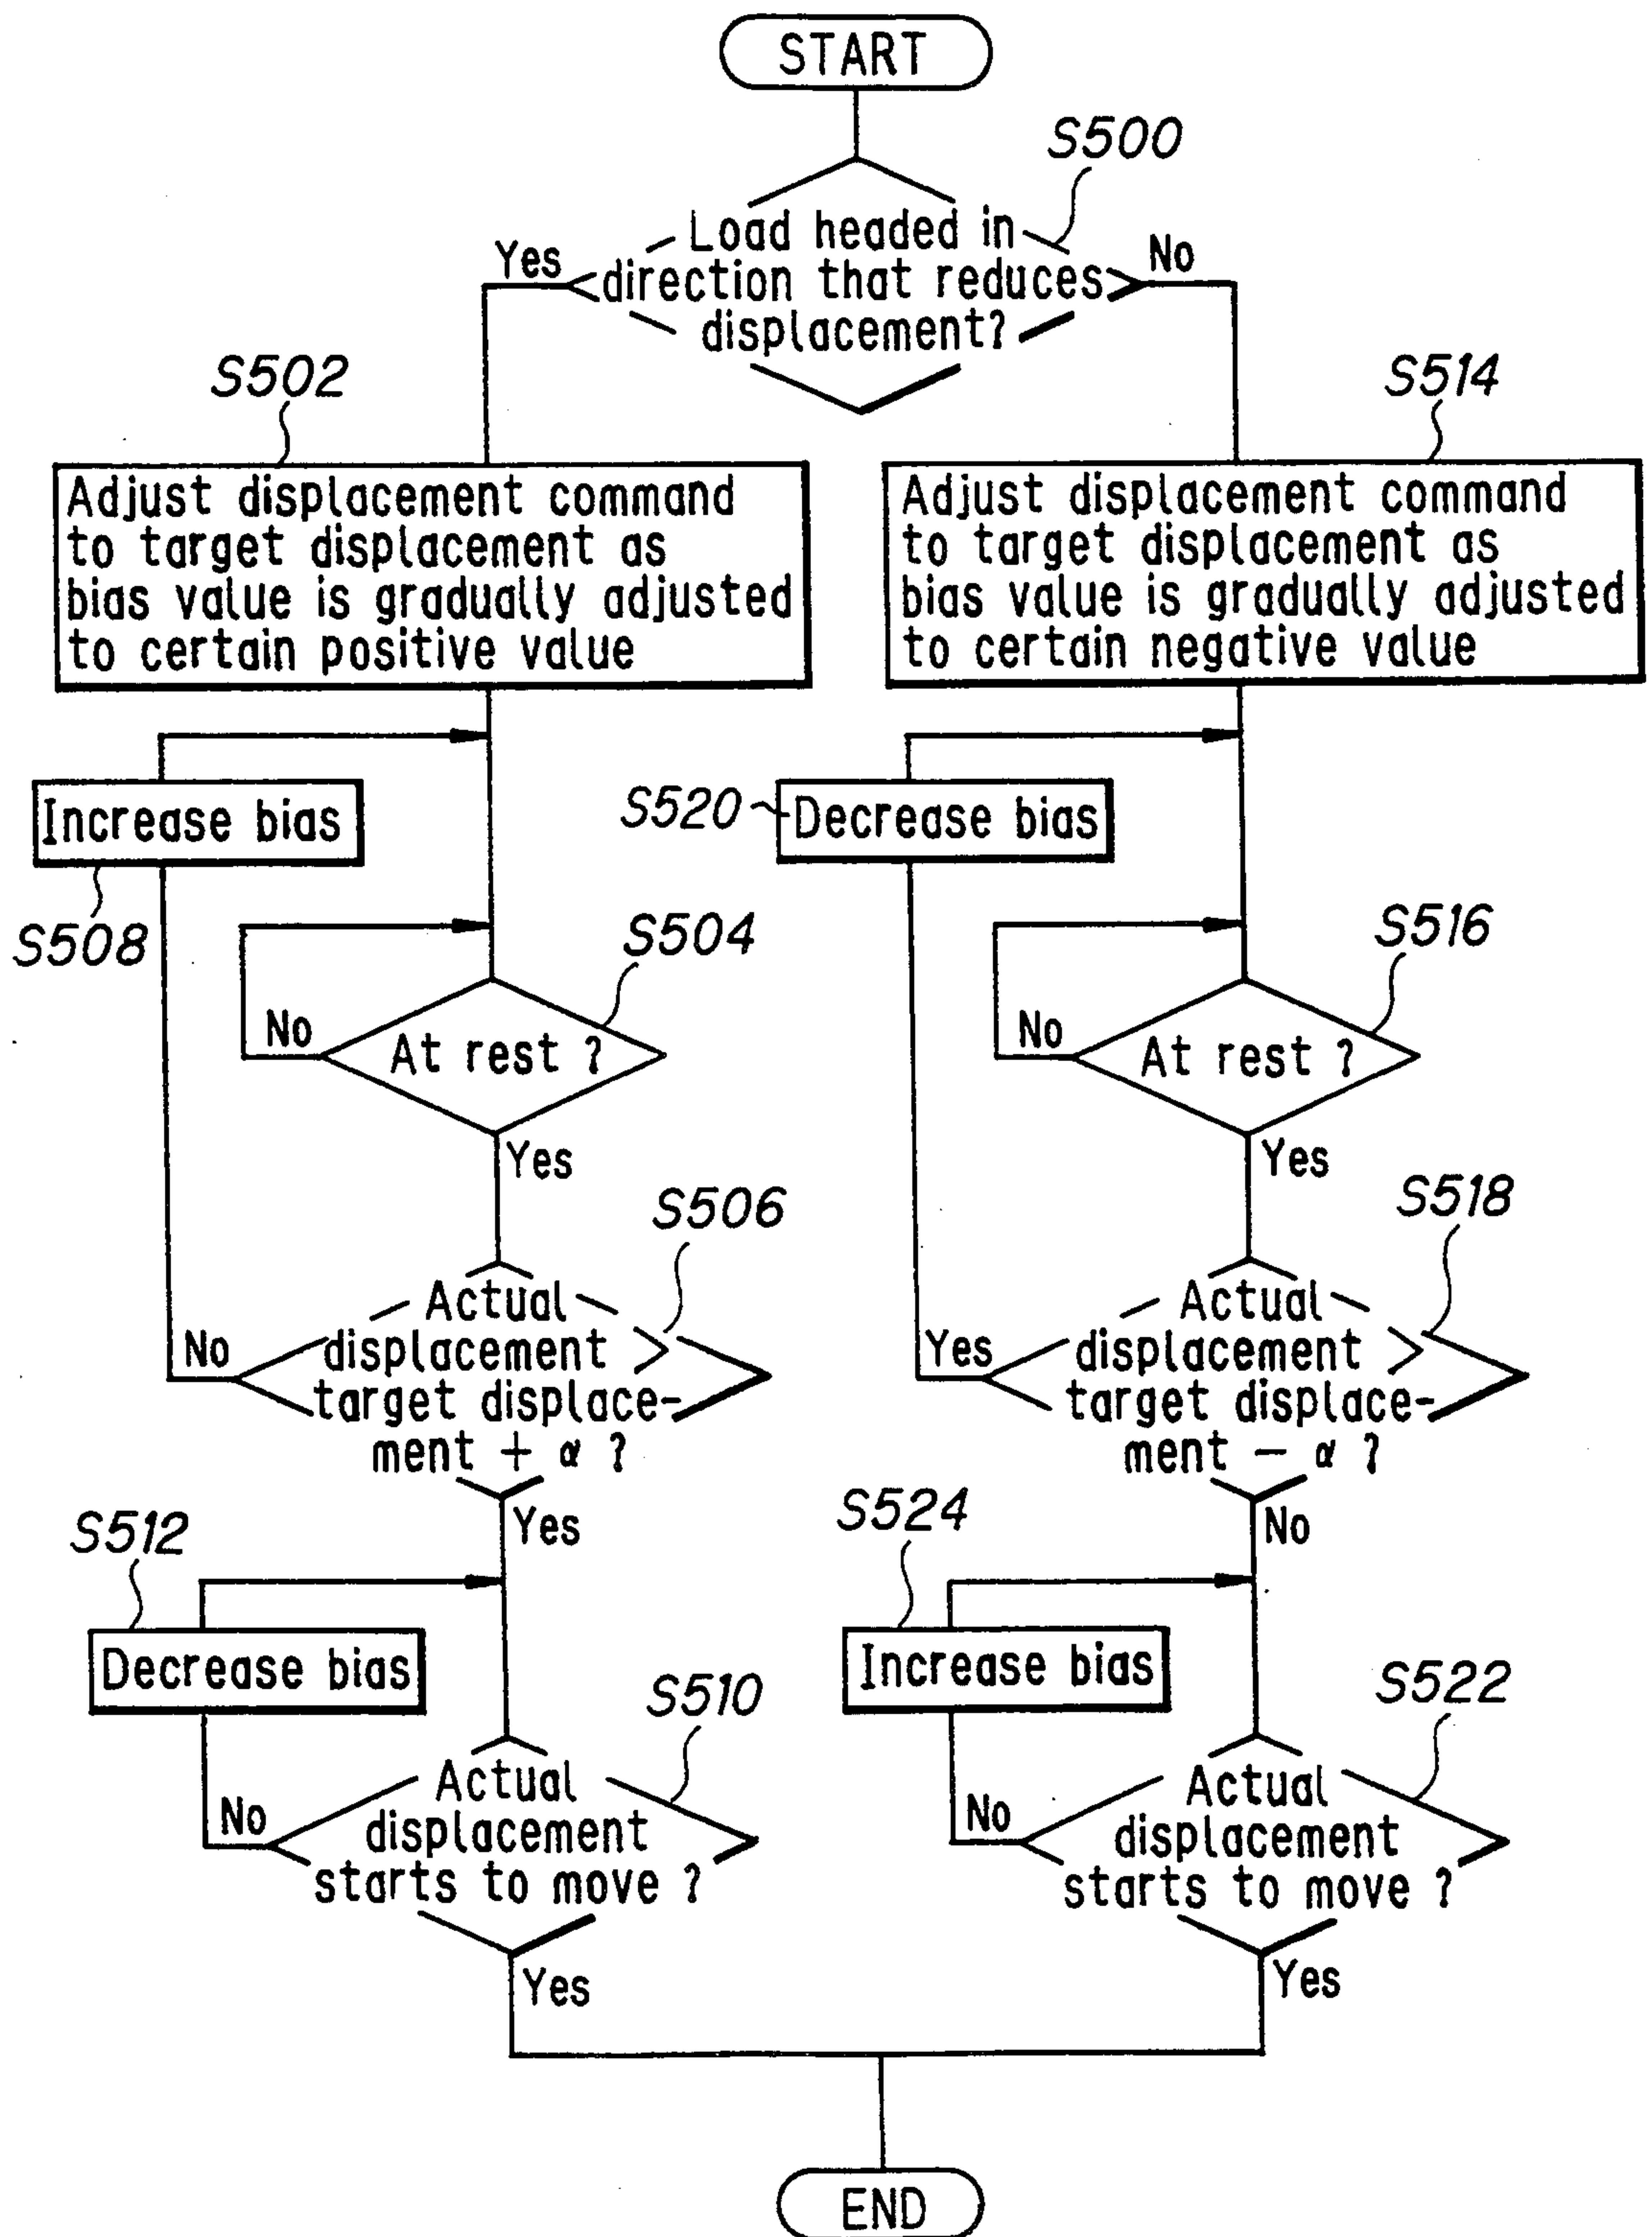 START
S500
Load headed in
direction that reduces
displacement?
Yes
No
S502
Adjust displacement command
to target displacement as
bias value is gradually adjusted
to certain positive value
S514
Adjust displacement command
to target displacement as
bias value is gradually adjusted
to certain negative value
Increase bias
S508
S504
At rest ?
No
Yes
S506
Actual
displacement >
target displace-
ment + α ?
No
Yes
S512
Decrease bias
S510
Actual
displacement
starts to move ?
No
Yes
S520
Decrease bias
S516
At rest ?
No
Yes
S518
Actual
displacement >
target displace-
ment − α ?
Yes
No
S524
Increase bias
S522
Actual
displacement
starts to move ?
No
Yes
END